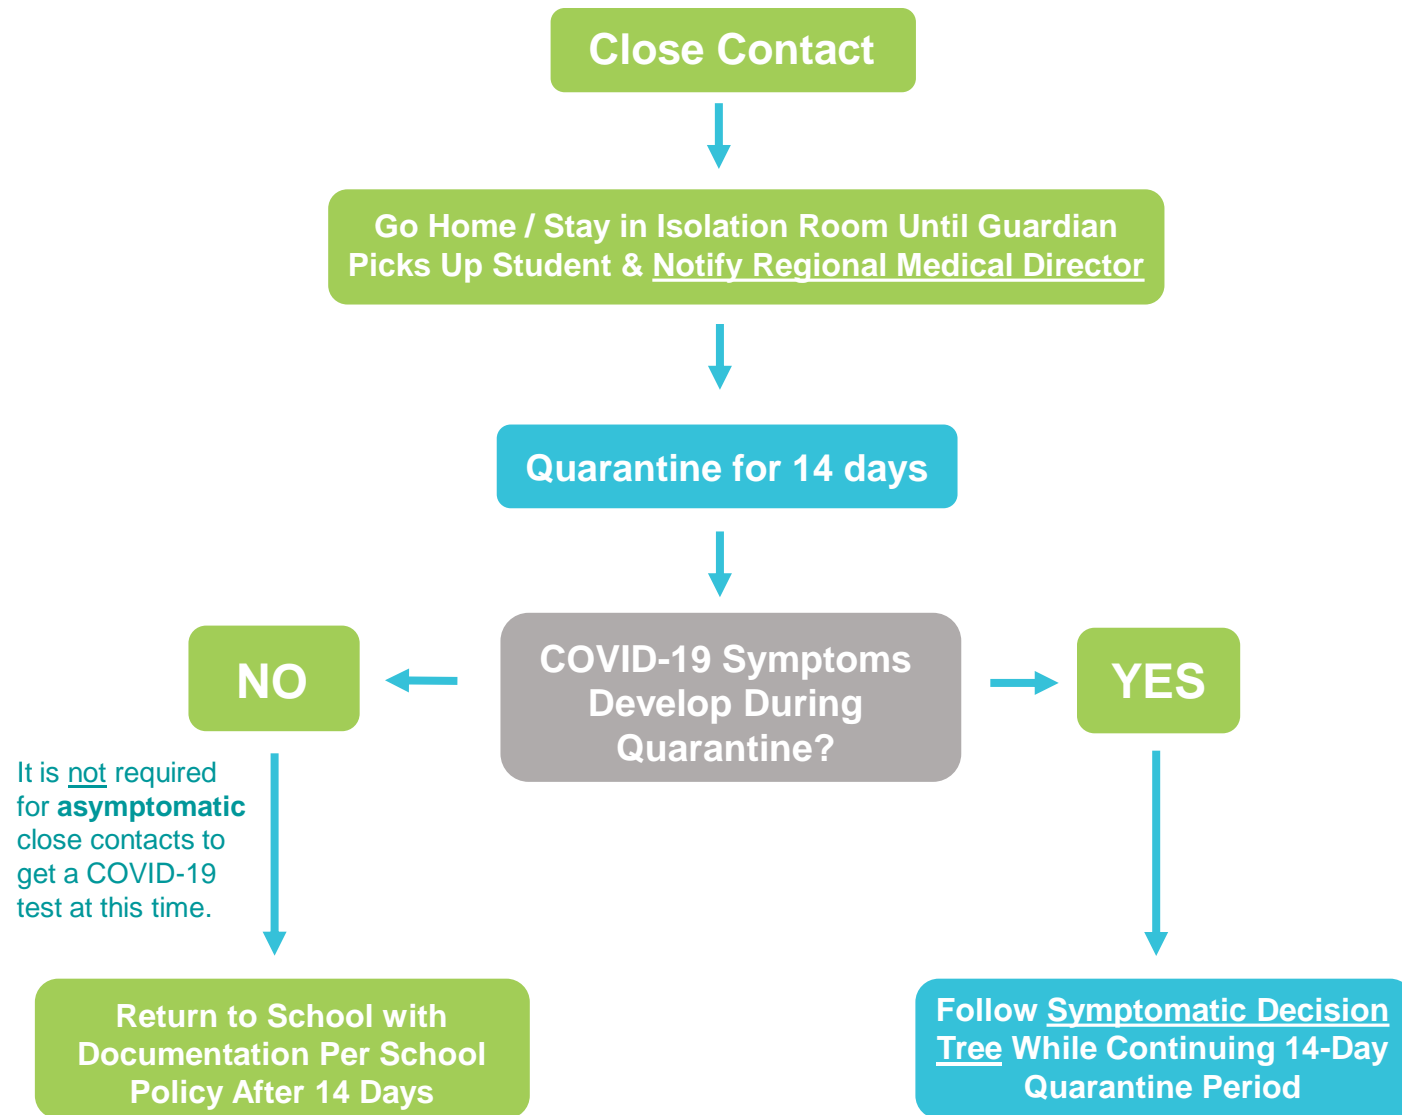 Close Contact
Go Home / Stay in Isolation Room Until Guardian
Picks Up Student & Notify Regional Medical Director
Quarantine for 14 days
COVID-19 Symptoms
Develop During
Quarantine?
NO
YES
It is not required
for asymptomatic
close contacts to
get a COVID-19
test at this time.
Return to School with
Documentation Per School
Policy After 14 Days
Follow Symptomatic Decision
Tree While Continuing 14-Day
Quarantine Period